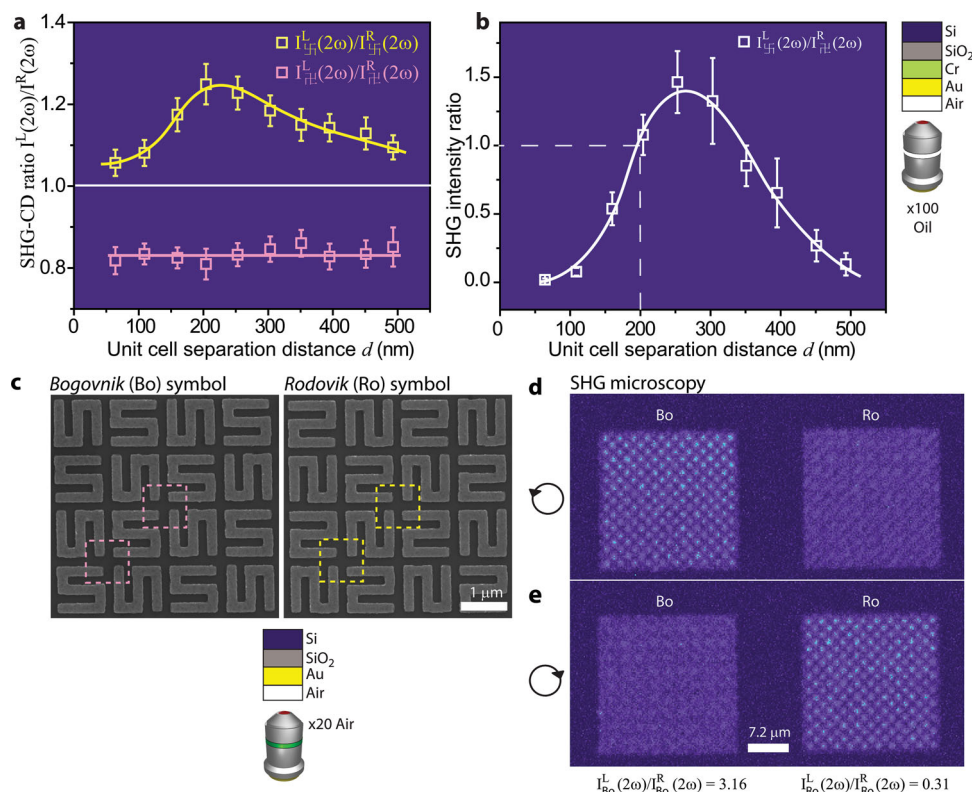 a
SHG-CD ratio I^L(2ω)/I^R(2ω)
1.4
1.2
1.0
0.8
I^L_卐(2ω)/I^R_卐(2ω)
I^L_卍(2ω)/I^R_卍(2ω)
0 100 200 300 400 500
Unit cell separation distance d (nm)
b
SHG intensity ratio
1.5
1.0
0.5
0.0
I^L_卐(2ω)/I^R_卍(2ω)
0 100 200 300 400 500
Unit cell separation distance d (nm)
Si
SiO₂
Cr
Au
Air
x100
Oil
c
Bogovnik (Bo) symbol
Rodovik (Ro) symbol
1 µm
Si
SiO₂
Au
Air
x20 Air
d
SHG microscopy
Bo
Ro
e
Bo
Ro
7.2 µm
I^L_Bo(2ω)/I^R_Bo(2ω) = 3.16
I^L_Ro(2ω)/I^R_Ro(2ω) = 0.31